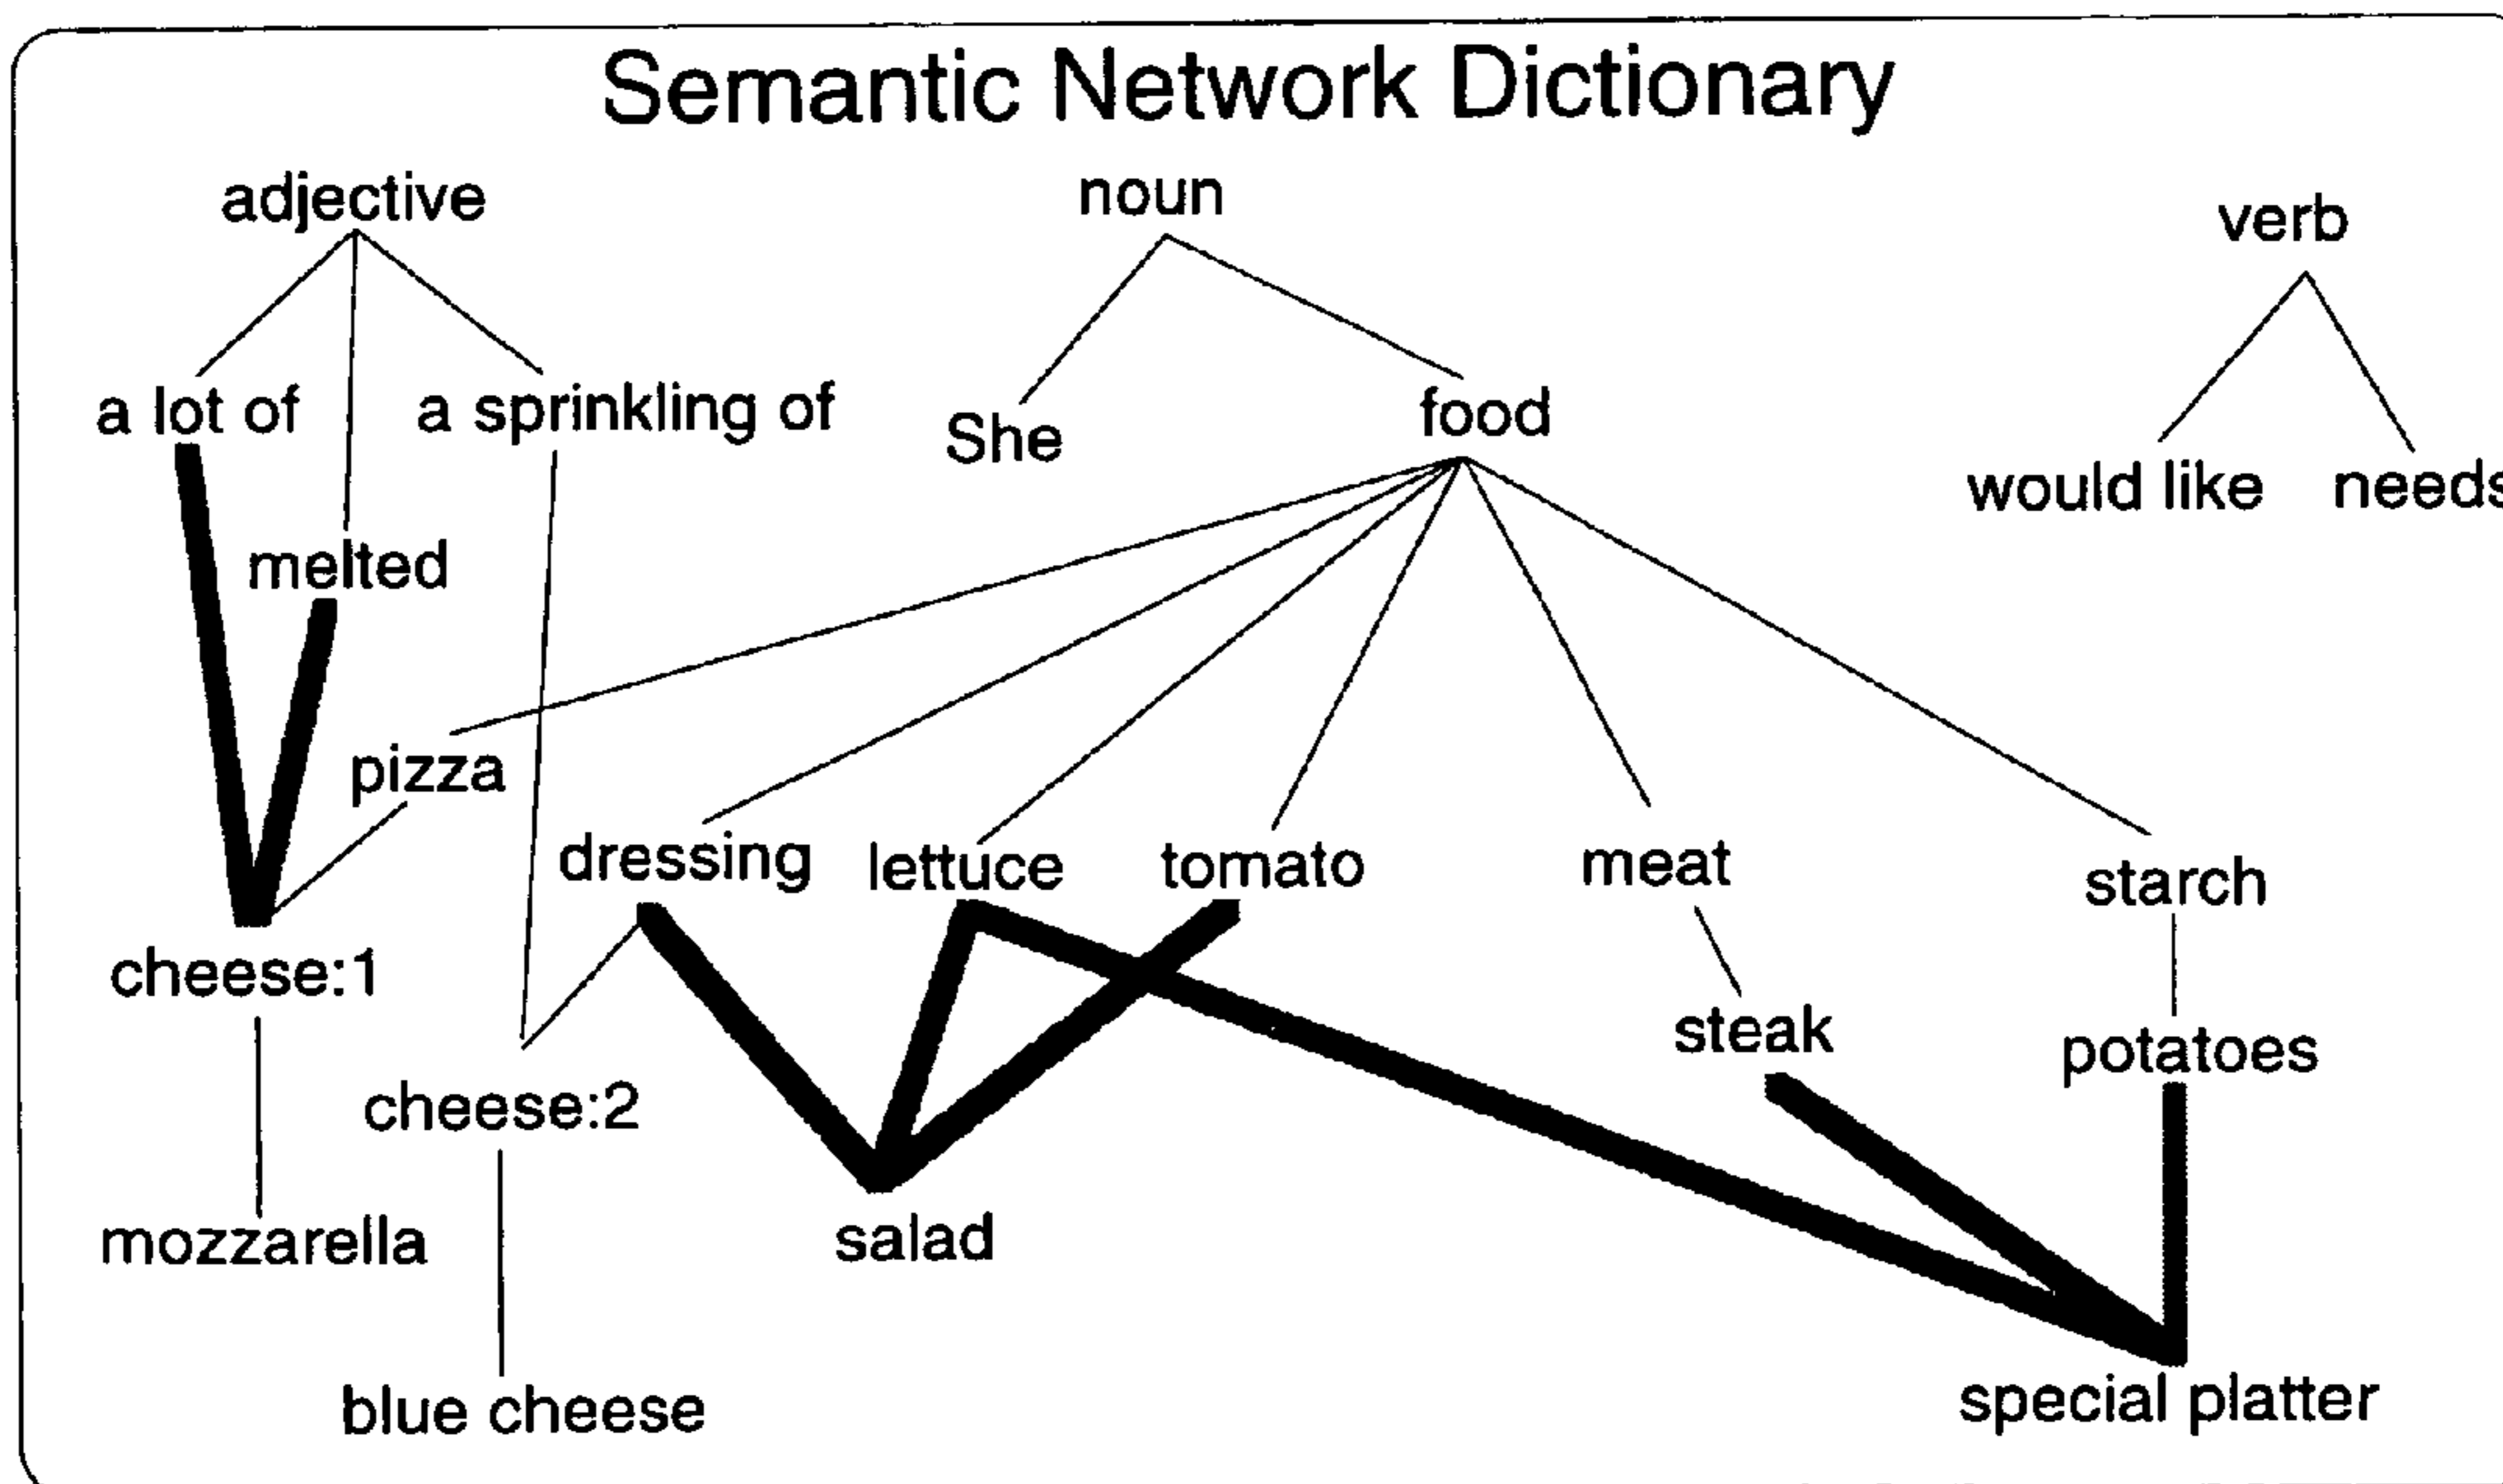 Semantic Network Dictionary
adjective
noun
verb
a lot of
a sprinkling of
She
food
would like
needs
melted
pizza
dressing
lettuce
tomato
meat
starch
cheese:1
steak
potatoes
cheese:2
mozzarella
salad
blue cheese
special platter